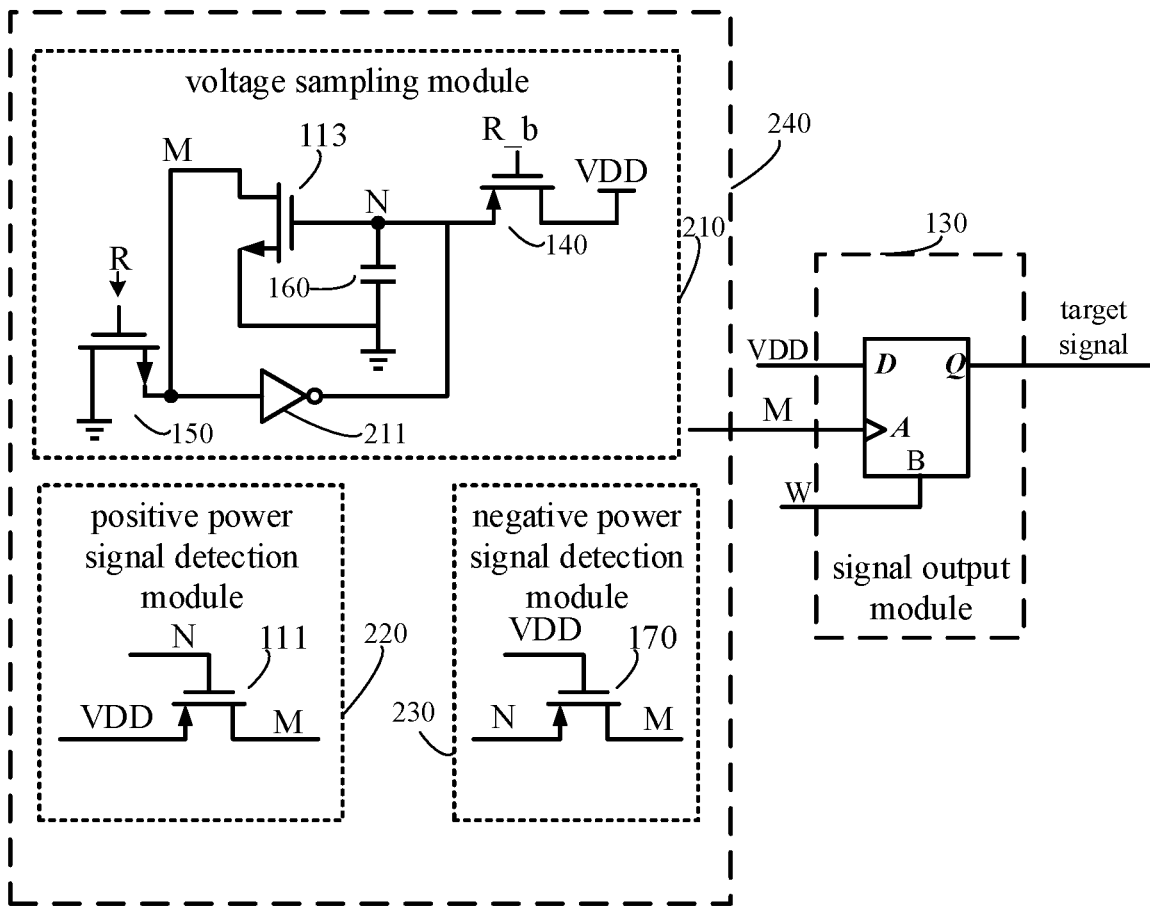 voltage sampling module
113
R_b
240
M
VDD
N
140
210
130
R
160
target
signal
VDD
D
Q
150
211
M
A
B
W
positive power
signal detection
module
negative power
signal detection
module
signal output
module
N
111
220
VDD
170
VDD
M
230
N
M